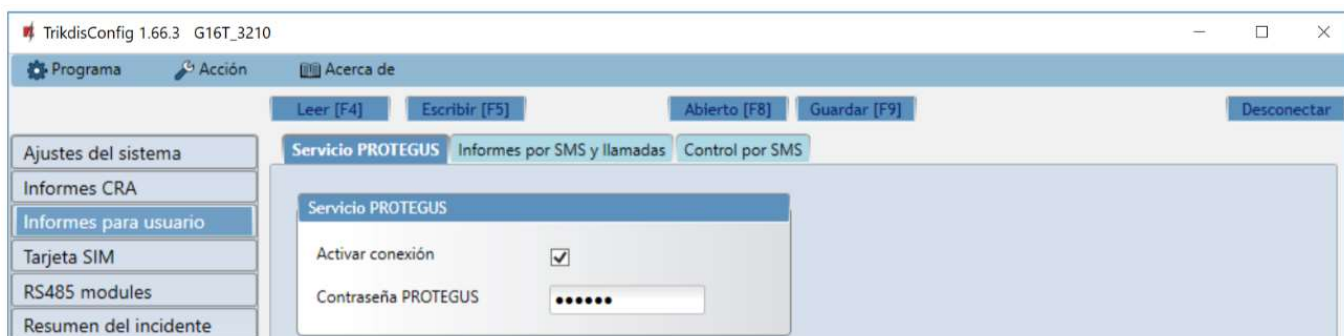 TrikdisConfig 1.66.3 G16T_3210
Programa Acción Acerca de
Leer [F4] Escribir [F5] Abierto [F8] Guardar [F9] Desconectar
Ajustes del sistema
Informes CRA
Informes para usuario
Tarjeta SIM
RS485 modules
Resumen del incidente
Servicio PROTEGUS Informes por SMS y llamadas Control por SMS
Servicio PROTEGUS
Activar conexión
Contraseña PROTEGUS ●●●●●●